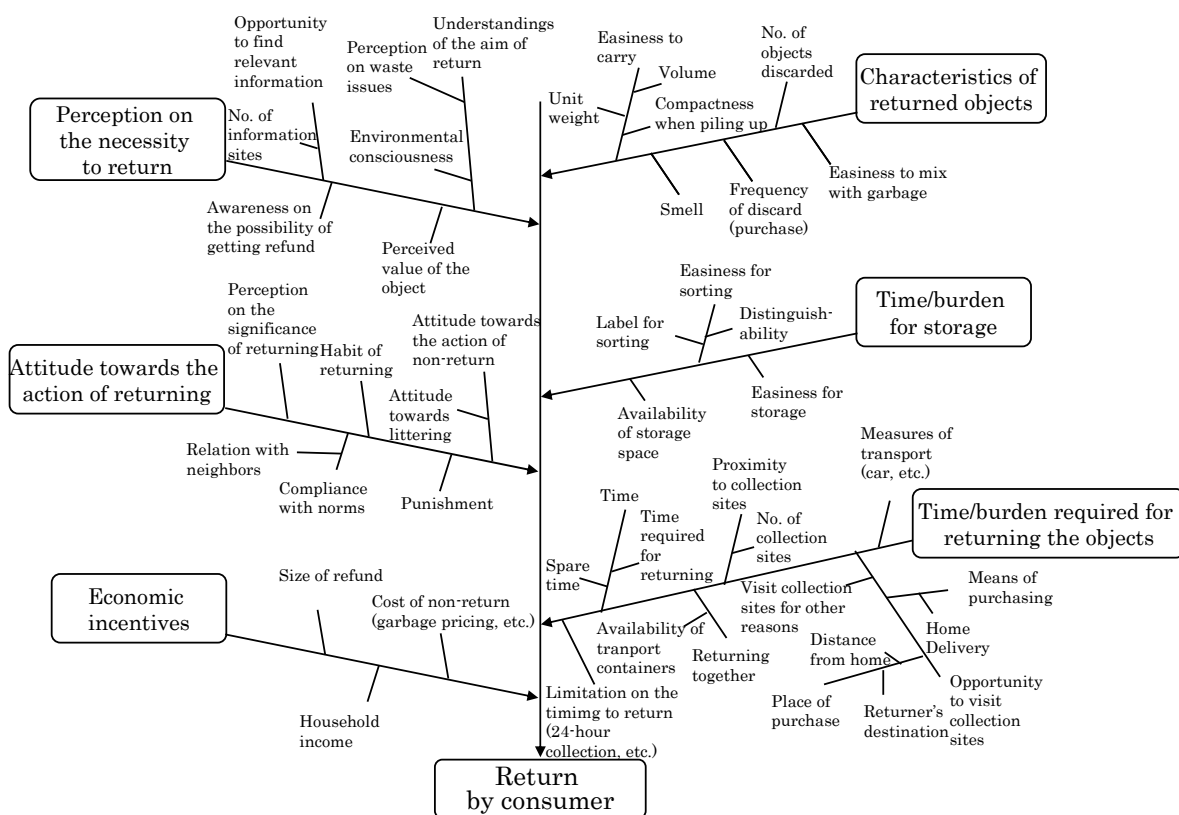 Opportunity
to find
relevant
information
Perception
on waste
issues
Understandings
of the aim of
return
Perception on
the necessity
to return
No. of
information
sites
Environmental
consciousness
Awareness on
the possibility of
getting refund
Perceived
value of the
object
Easiness to
carry
Volume
Unit
weight
Compactness
when piling up
No. of
objects
discarded
Characteristics of
returned objects
Smell
Frequency
of discard
(purchase)
Easiness to mix
with garbage
Perception
on the
significance
of returning
Habit of
returning
Attitude towards
the action of
non-return
Attitude towards the
action of returning
Attitude
towards
littering
Relation with
neighbors
Compliance
with norms
Punishment
Easiness for
sorting
Label for
sorting
Distinguish-
ability
Time/burden
for storage
Availability
of storage
space
Easiness for
storage
Size of refund
Cost of non-return
(garbage pricing, etc.)
Economic
incentives
Household
income
Time
Time
required
for
returning
Spare
time
Proximity
to collection
sites
No. of
collection
sites
Measures of
transport
(car, etc.)
Time/burden required for
returning the objects
Visit collection
sites for other
reasons
Means of
purchasing
Availability of
tranport
containers
Returning
together
Distance
from home
Home
Delivery
Limitation on the
timing to return
(24-hour
collection, etc.)
Place of
purchase
Returner's
destination
Opportunity
to visit
collection
sites
Return
by consumer